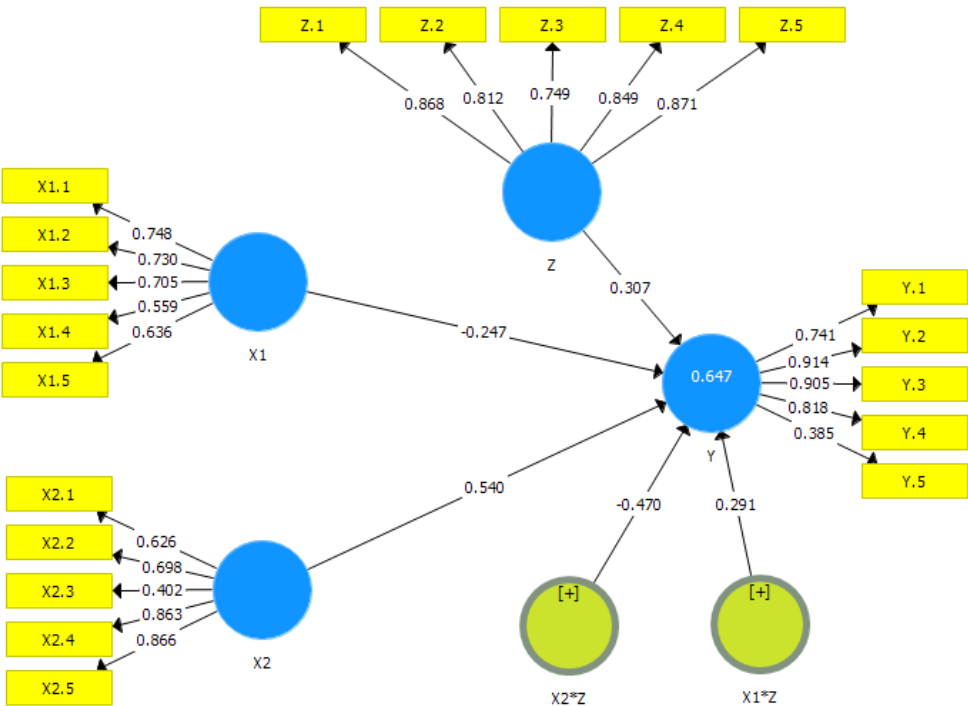 Z.1 Z.2 Z.3 Z.4 Z.5
0.868 0.812 0.749 0.849 0.871
Z
X1.1
X1.2
X1.3
X1.4
X1.5
0.748
0.730
0.705
0.559
0.636
X1
-0.247
0.307
0.647
Y
0.741
0.914
0.905
0.818
0.385
Y.1
Y.2
Y.3
Y.4
Y.5
X2.1
X2.2
X2.3
X2.4
X2.5
0.626
0.698
0.402
0.863
0.866
X2
0.540
-0.470
0.291
[+]
X2*Z
[+]
X1*Z